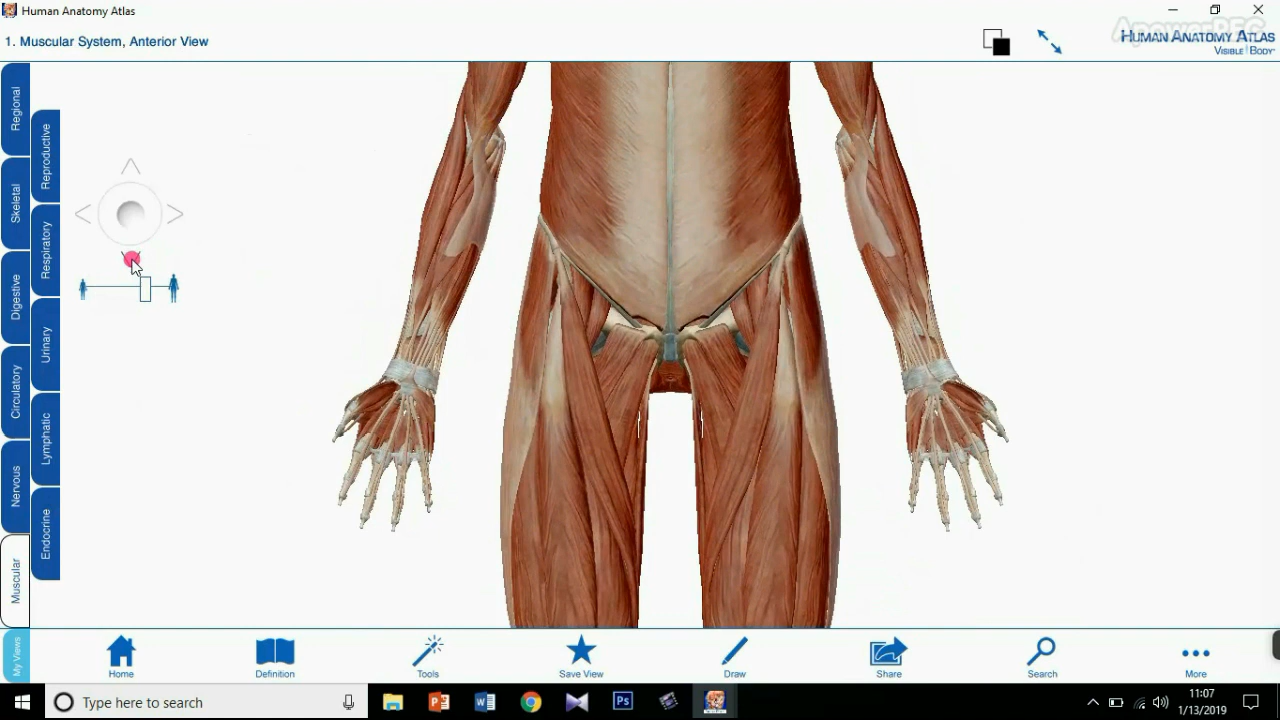 Human Anatomy Atlas
1. Muscular System, Anterior View
ApowerREC
HUMAN ANATOMY ATLAS
VISIBLE BODY
Regional
Skeletal
Digestive
Circulatory
Nervous
Muscular
My Views
Reproductive
Respiratory
Urinary
Lymphatic
Endocrine
Home
Definition
Tools
Save View
Draw
Share
Search
More
Type here to search
11:07
1/13/2019